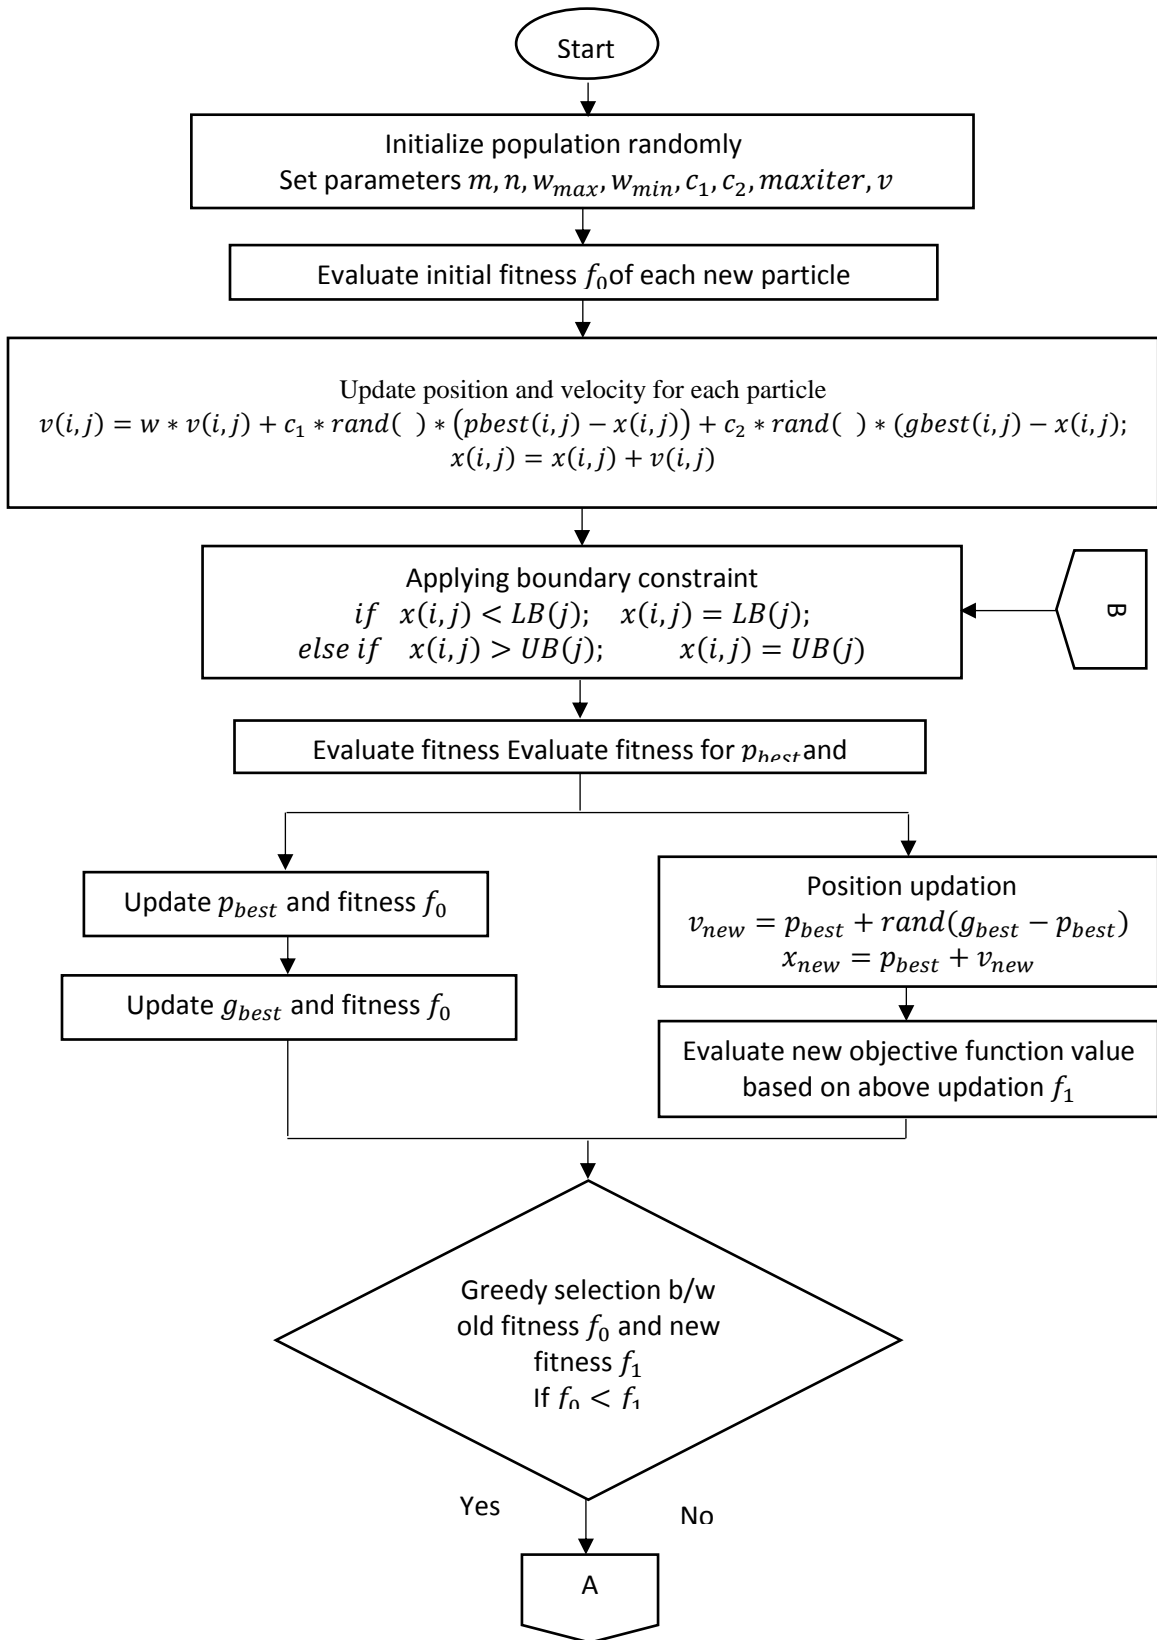 Start
Initialize population randomly
Set parameters m, n, w_max, w_min, c_1, c_2, maxiter, v
Evaluate initial fitness f_0 of each new particle
Update position and velocity for each particle
v(i,j) = w * v(i,j) + c_1 * rand( ) * (pbest(i,j) − x(i,j)) + c_2 * rand( ) * (gbest(i,j) − x(i,j);
x(i,j) = x(i,j) + v(i,j)
Applying boundary constraint
if x(i,j) < LB(j); x(i,j) = LB(j);
else if x(i,j) > UB(j); x(i,j) = UB(j)
B
Evaluate fitness Evaluate fitness for p_best and
Update p_best and fitness f_0
Update g_best and fitness f_0
Position updation
v_new = p_best + rand(g_best − p_best)
x_new = p_best + v_new
Evaluate new objective function value
based on above updation f_1
Greedy selection b/w
old fitness f_0 and new
fitness f_1
If f_0 < f_1
Yes
No
A